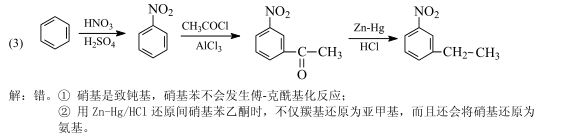 NO₂ NO₂ NO₂
HNO₃ CH₃COCl Zn-Hg
(3) H₂SO₄ AlCl₃ C-CH₃ HCl CH₂-CH₃
O
解：错。① 硝基是致钝基，硝基苯不会发生傅-克酰基化反应；
② 用 Zn-Hg/HCl 还原间硝基苯乙酮时，不仅羰基还原为亚甲基，而且还会将硝基还原为
氨基。